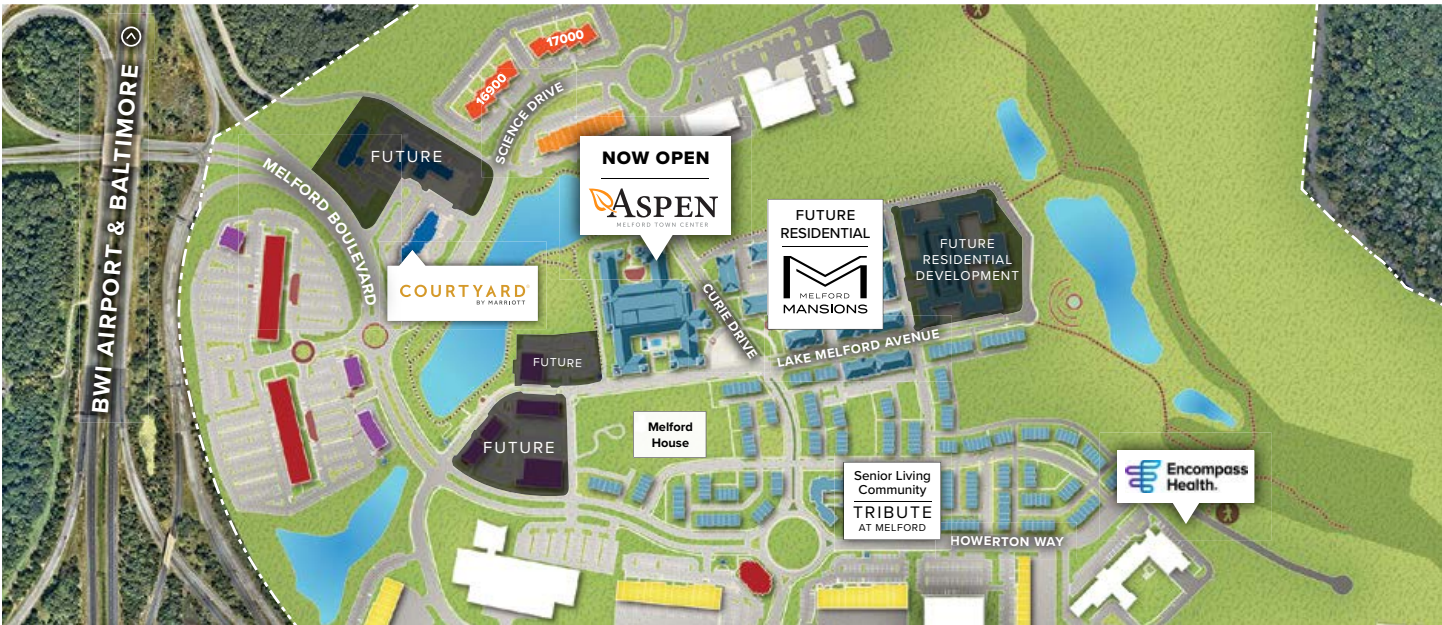 BWI AIRPORT & BALTIMORE
17000
16900
SCIENCE DRIVE
FUTURE
MELFORD BOULEVARD
NOW OPEN
ASPEN
MELFORD TOWN CENTER
COURTYARD
BY MARRIOTT
CURIE DRIVE
FUTURE
RESIDENTIAL
MELFORD
MANSIONS
FUTURE
RESIDENTIAL
DEVELOPMENT
LAKE MELFORD AVENUE
FUTURE
FUTURE
Melford
House
Senior Living
Community
TRIBUTE
AT MELFORD
HOWERTON WAY
Encompass
Health.